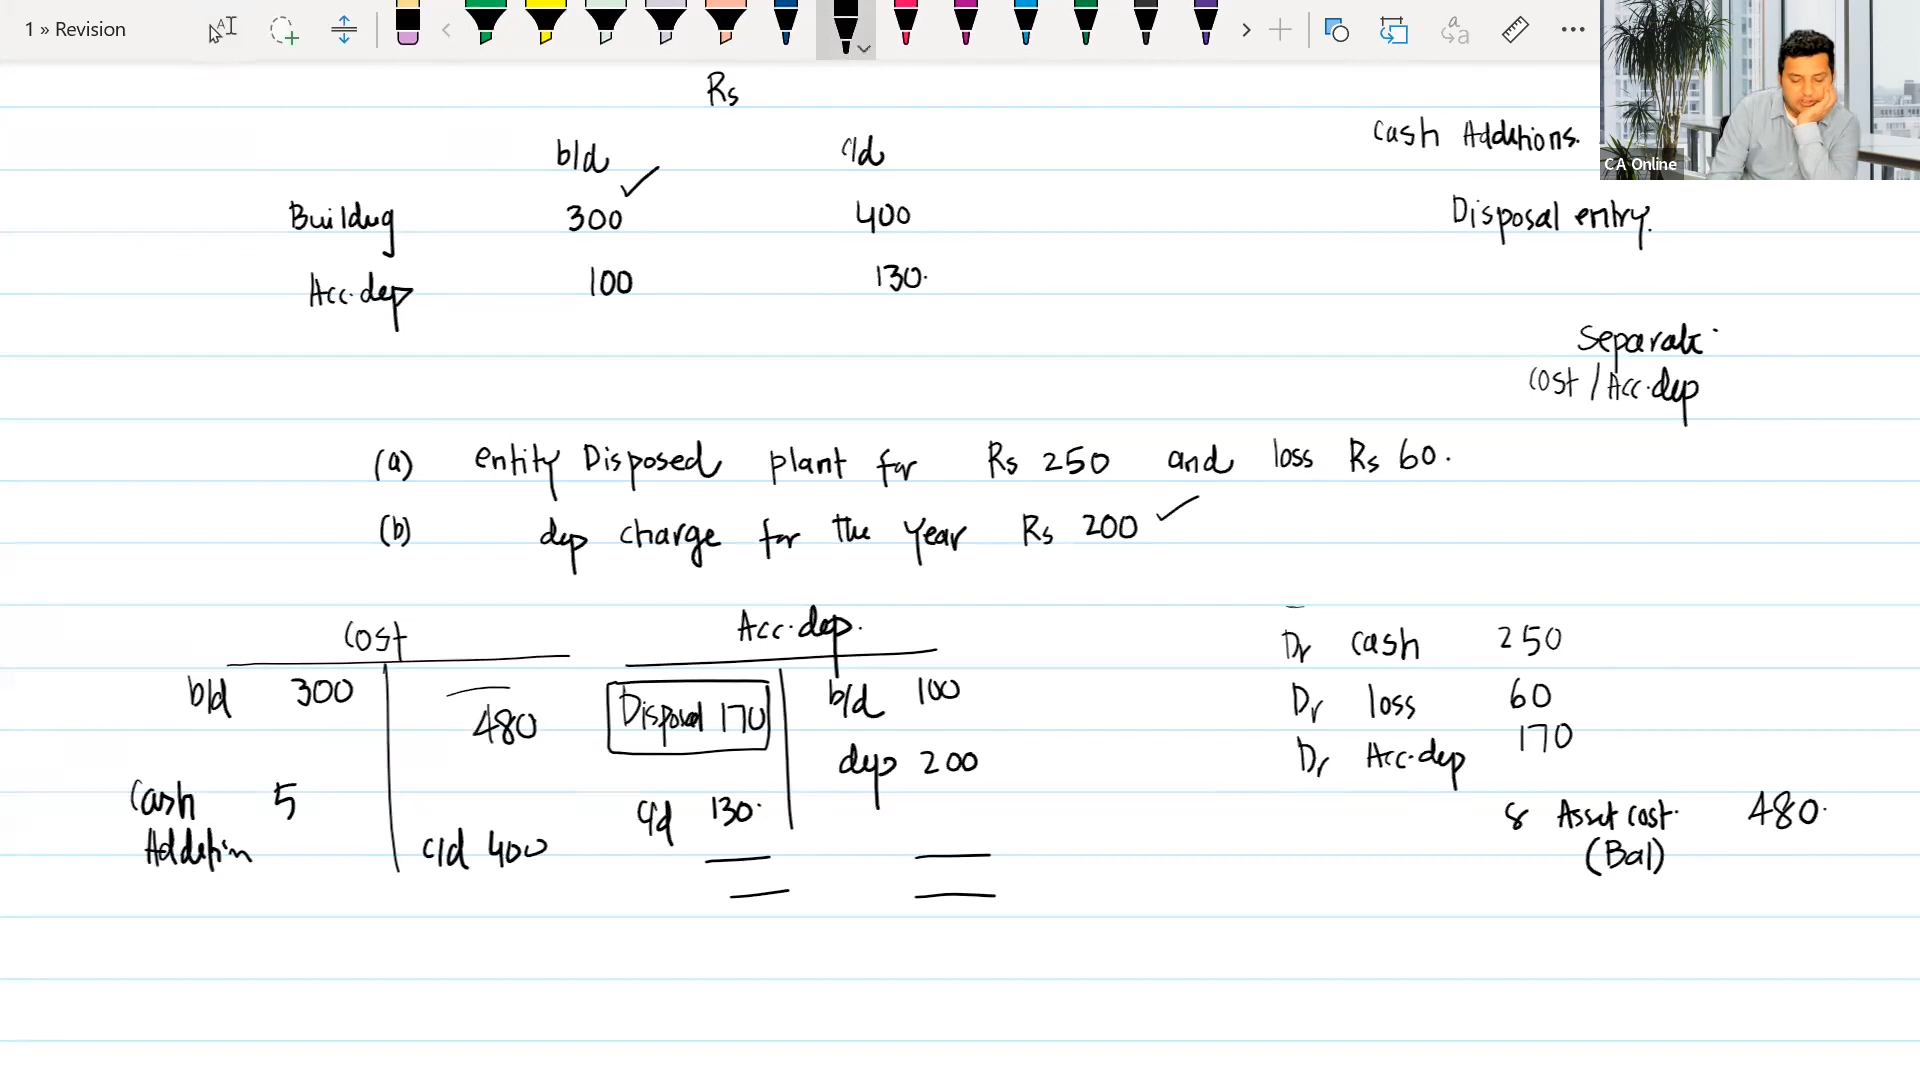 1 » Revision
Rs
b/d c/d
Building 300 400
Acc.dep 100 130.
Cash Additions.
CA Online
Disposal entry.
Separate
cost / Acc.dep
(a) entity Disposed plant for Rs 250 and loss Rs 60.
(b) dep charge for the year Rs 200
Cost
b/d 300
480
Cash 5
Addition
c/d 400
Acc.dep.
Disposed 170 b/d 100
dep 200
c/d 130.
Dr cash 250
Dr loss 60
Dr Acc.dep 170
Asset cost. 480.
(Bal)